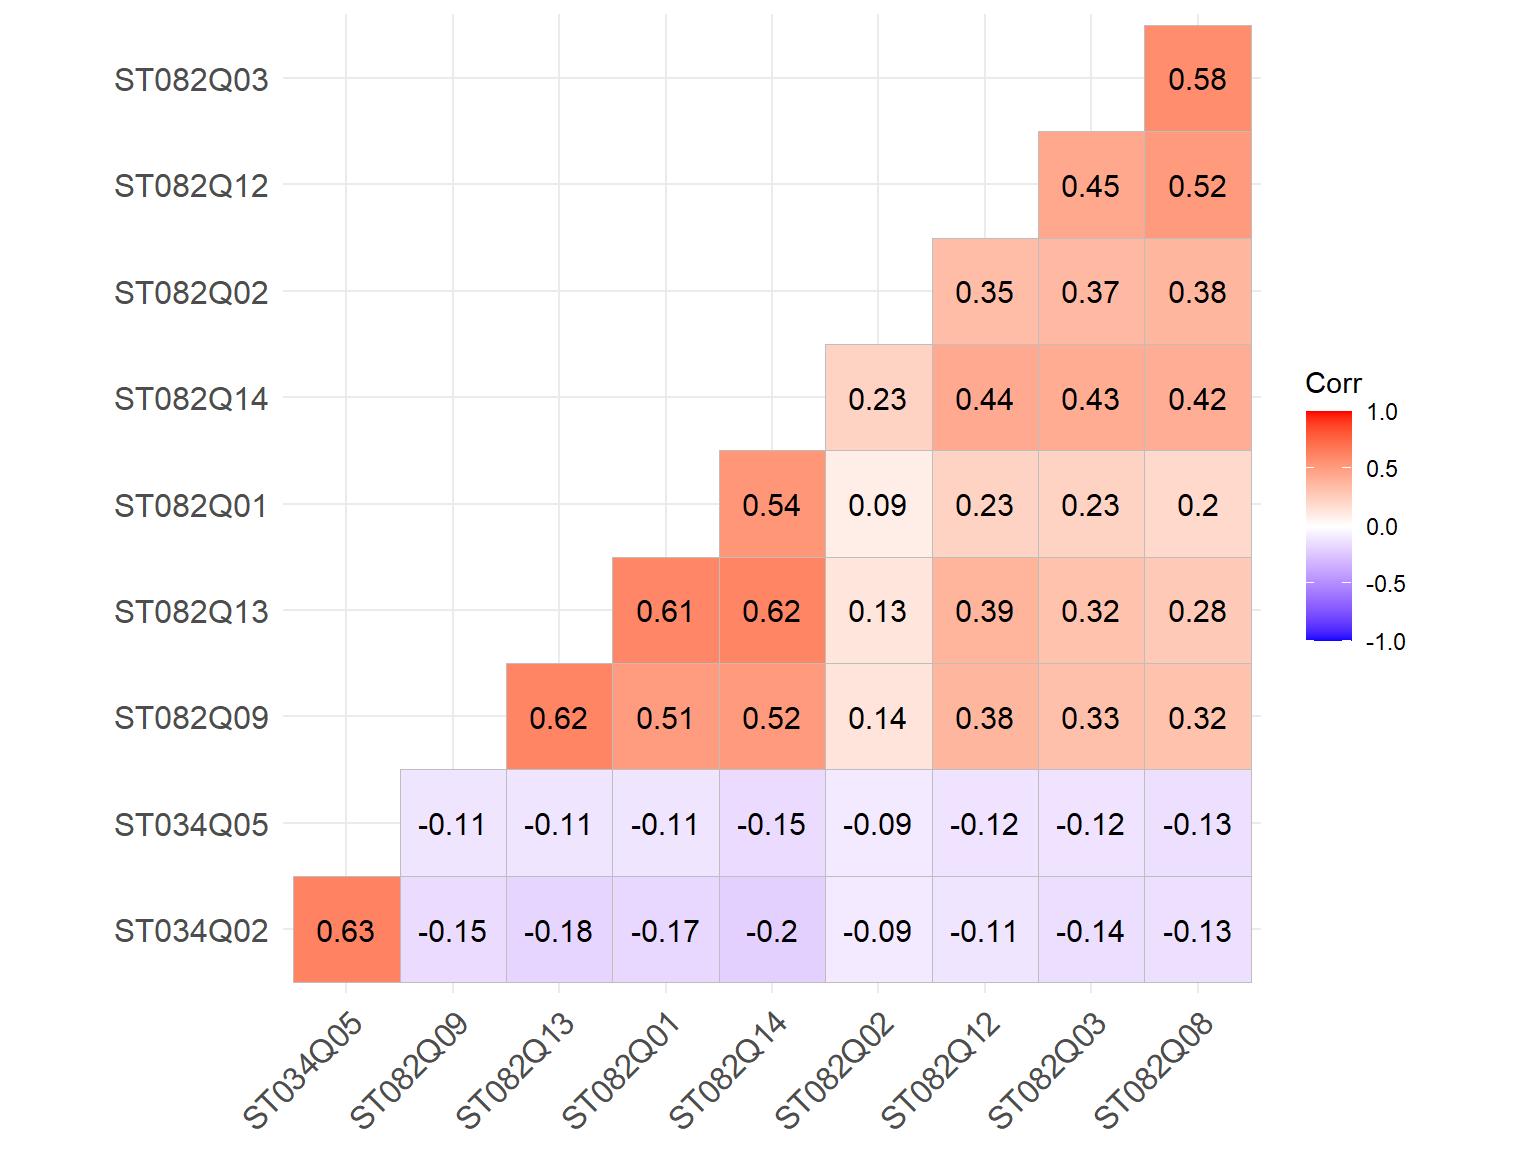 ST082Q03 0.58
ST082Q12 0.45 0.52
ST082Q02 0.35 0.37 0.38
ST082Q14 0.23 0.44 0.43 0.42
ST082Q01 0.54 0.09 0.23 0.23 0.2
ST082Q13 0.61 0.62 0.13 0.39 0.32 0.28
ST082Q09 0.62 0.51 0.52 0.14 0.38 0.33 0.32
ST034Q05 -0.11 -0.11 -0.11 -0.15 -0.09 -0.12 -0.12 -0.13
ST034Q02 0.63 -0.15 -0.18 -0.17 -0.2 -0.09 -0.11 -0.14 -0.13
ST034Q05 ST082Q09 ST082Q13 ST082Q01 ST082Q14 ST082Q02 ST082Q12 ST082Q03 ST082Q08
Corr
1.0
0.5
0.0
-0.5
-1.0